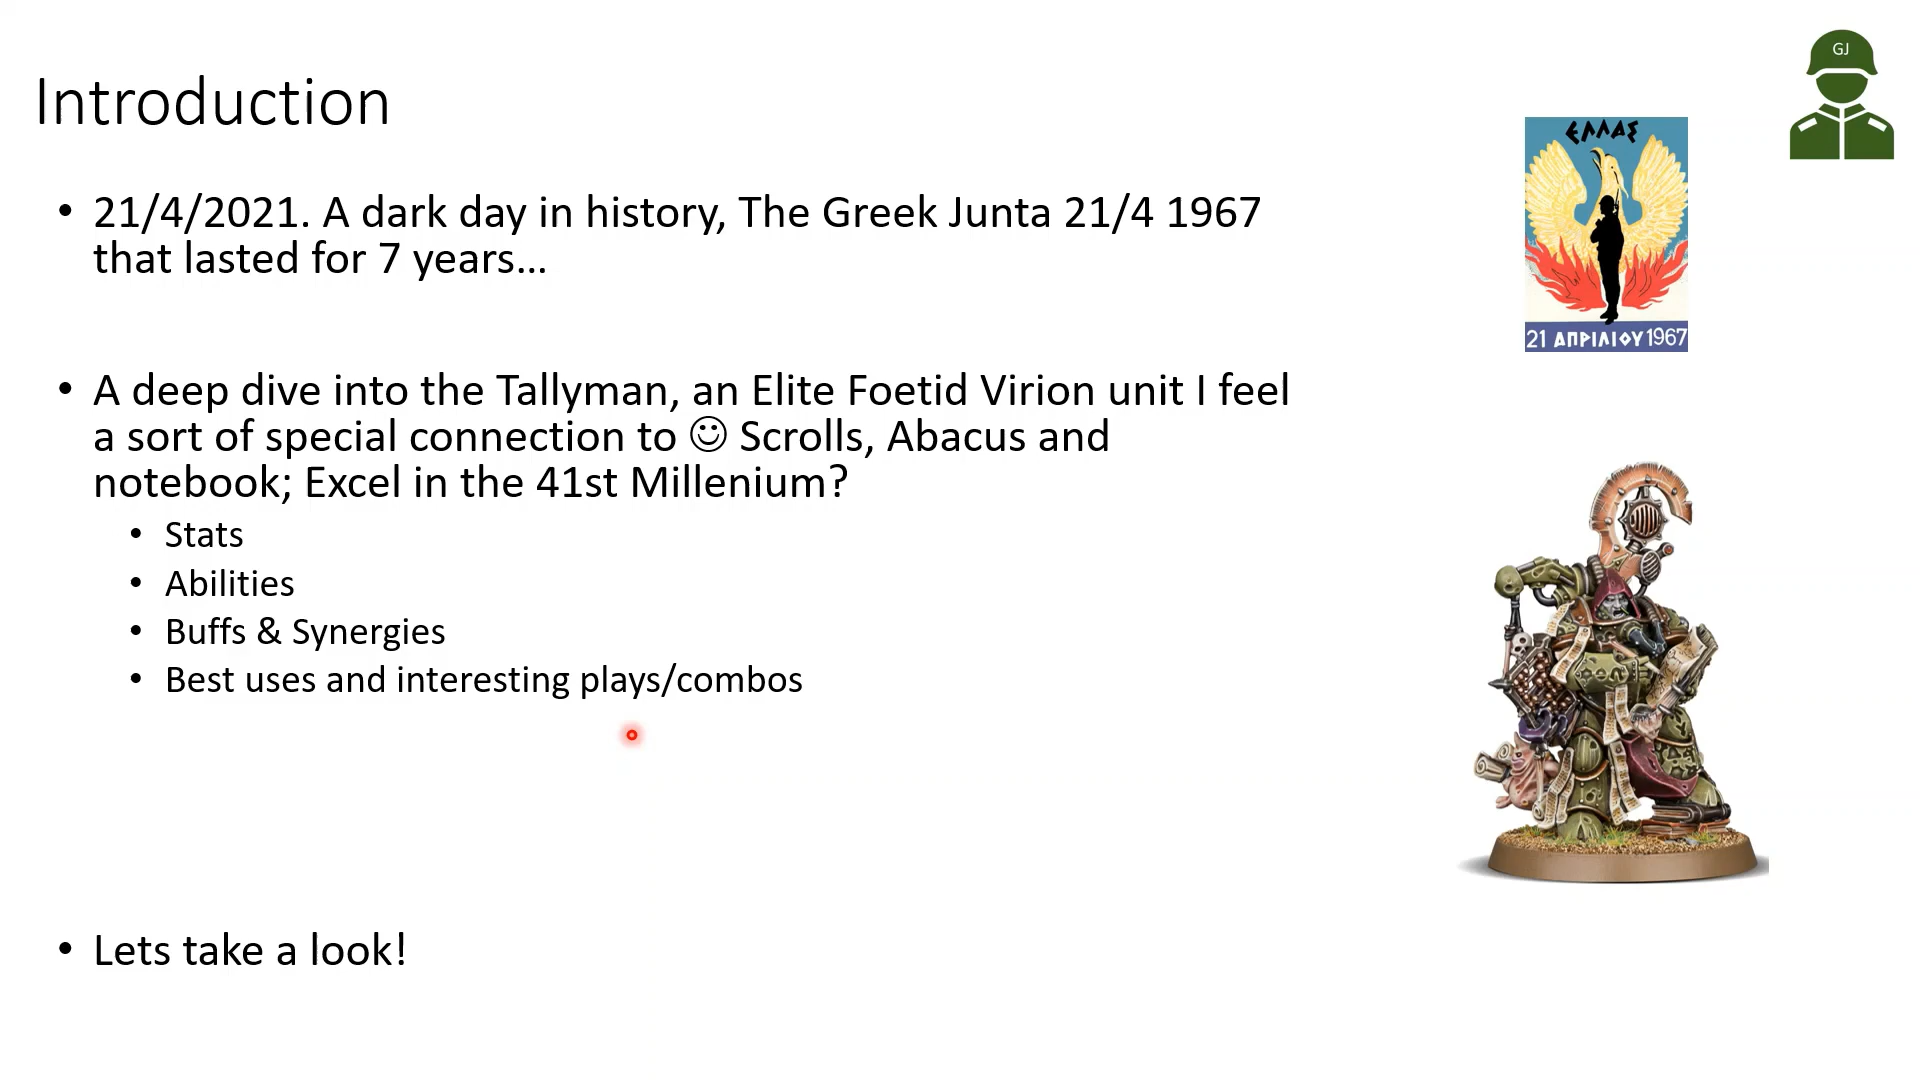 GJ
Introduction
ΕΛΛΑΣ
• 21/4/2021. A dark day in history, The Greek Junta 21/4 1967
that lasted for 7 years...
21 ΑΠΡΙΛΙΟΥ 1967
• A deep dive into the Tallyman, an Elite Foetid Virion unit I feel
a sort of special connection to ☺ Scrolls, Abacus and
notebook; Excel in the 41st Millenium?
• Stats
• Abilities
• Buffs & Synergies
• Best uses and interesting plays/combos
• Lets take a look!